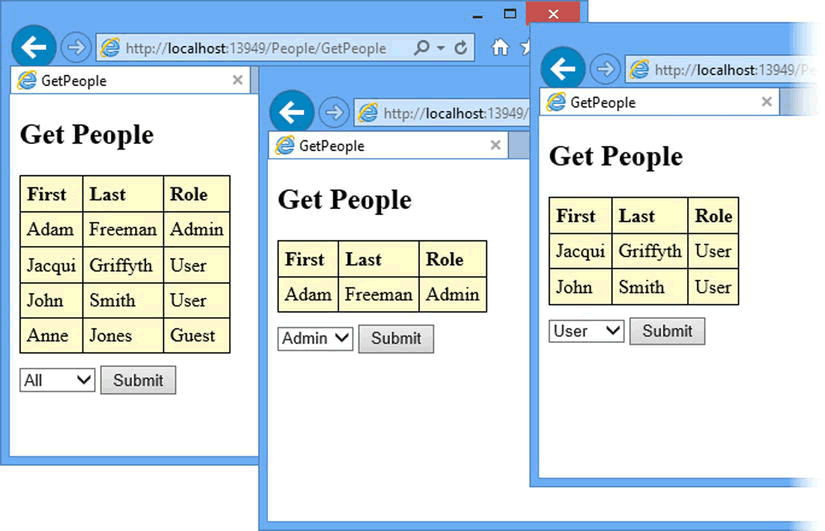 http://localhost:13949/People/GetPeople
GetPeople
Get People
First Last Role
Adam Freeman Admin
Jacqui Griffyth User
John Smith User
Anne Jones Guest
All Submit
http://localhost:13949/
GetPeople
Get People
First Last Role
Adam Freeman Admin
Admin Submit
http://localhost:13949/Pe
GetPeople
Get People
First Last Role
Jacqui Griffyth User
John Smith User
User Submit